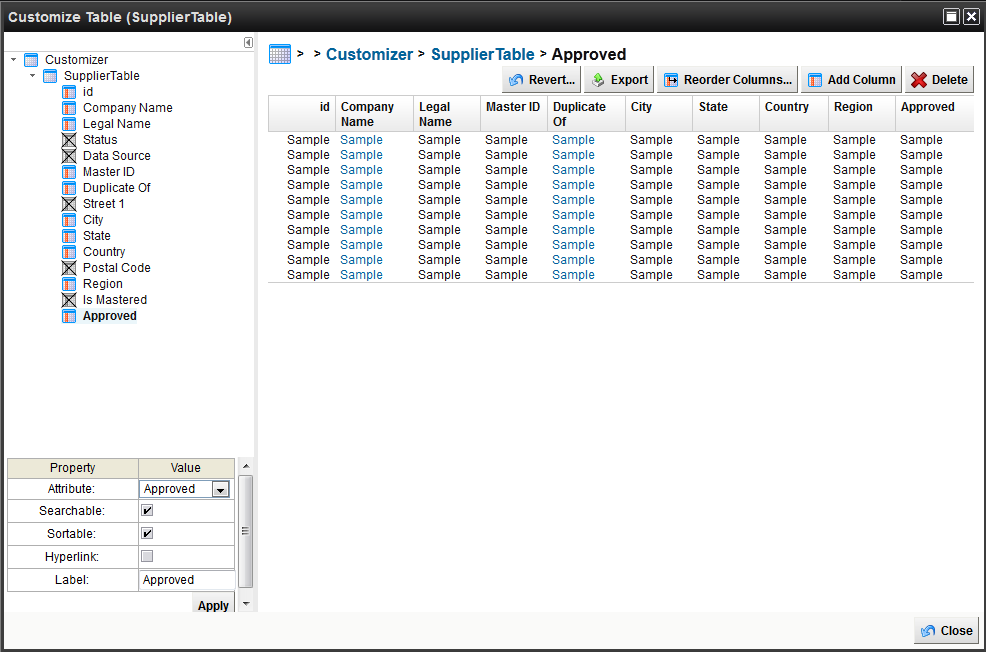 Customize Table (SupplierTable)
Customizer
SupplierTable
id
Company Name
Legal Name
Status
Data Source
Master ID
Duplicate Of
Street 1
City
State
Country
Postal Code
Region
Is Mastered
Approved
Property Value
Attribute: Approved
Searchable:
Sortable:
Hyperlink:
Label: Approved
Apply
> > Customizer > SupplierTable > Approved
Revert... Export Reorder Columns... Add Column Delete
id Company Legal Master ID Duplicate City State Country Region Approved
Name Name Of
Sample Sample Sample Sample Sample Sample Sample Sample Sample Sample
Sample Sample Sample Sample Sample Sample Sample Sample Sample Sample
Sample Sample Sample Sample Sample Sample Sample Sample Sample Sample
Sample Sample Sample Sample Sample Sample Sample Sample Sample Sample
Sample Sample Sample Sample Sample Sample Sample Sample Sample Sample
Sample Sample Sample Sample Sample Sample Sample Sample Sample Sample
Sample Sample Sample Sample Sample Sample Sample Sample Sample Sample
Sample Sample Sample Sample Sample Sample Sample Sample Sample Sample
Sample Sample Sample Sample Sample Sample Sample Sample Sample Sample
Sample Sample Sample Sample Sample Sample Sample Sample Sample Sample
Close